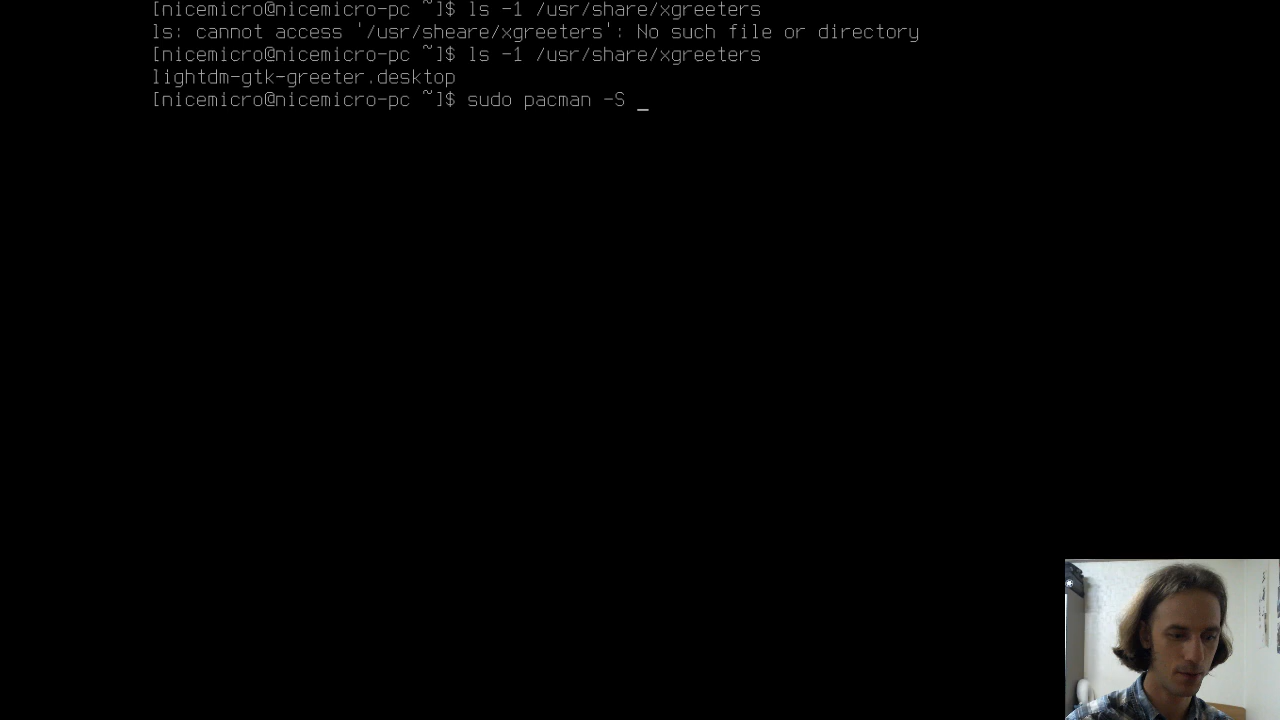 [nicemicro@nicemicro-pc ~]$ ls -1 /usr/share/xgreeters
ls: cannot access '/usr/sheare/xgreeters': No such file or directory
[nicemicro@nicemicro-pc ~]$ ls -1 /usr/share/xgreeters
lightdm-gtk-greeter.desktop
[nicemicro@nicemicro-pc ~]$ sudo pacman -S _